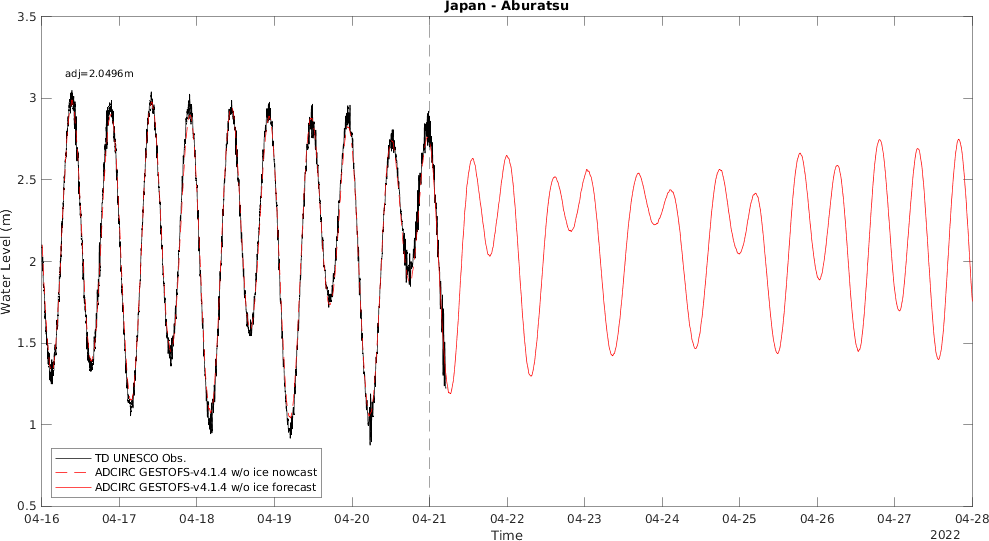 Japan - Aburatsu
3.5
adj=2.0496m
3
2.5
2
1.5
1
0.5
Water Level (m)
TD UNESCO Obs.
ADCIRC GESTOFS-v4.1.4 w/o ice nowcast
ADCIRC GESTOFS-v4.1.4 w/o ice forecast
04-16 04-17 04-18 04-19 04-20 04-21 04-22 04-23 04-24 04-25 04-26 04-27 04-28
Time
2022